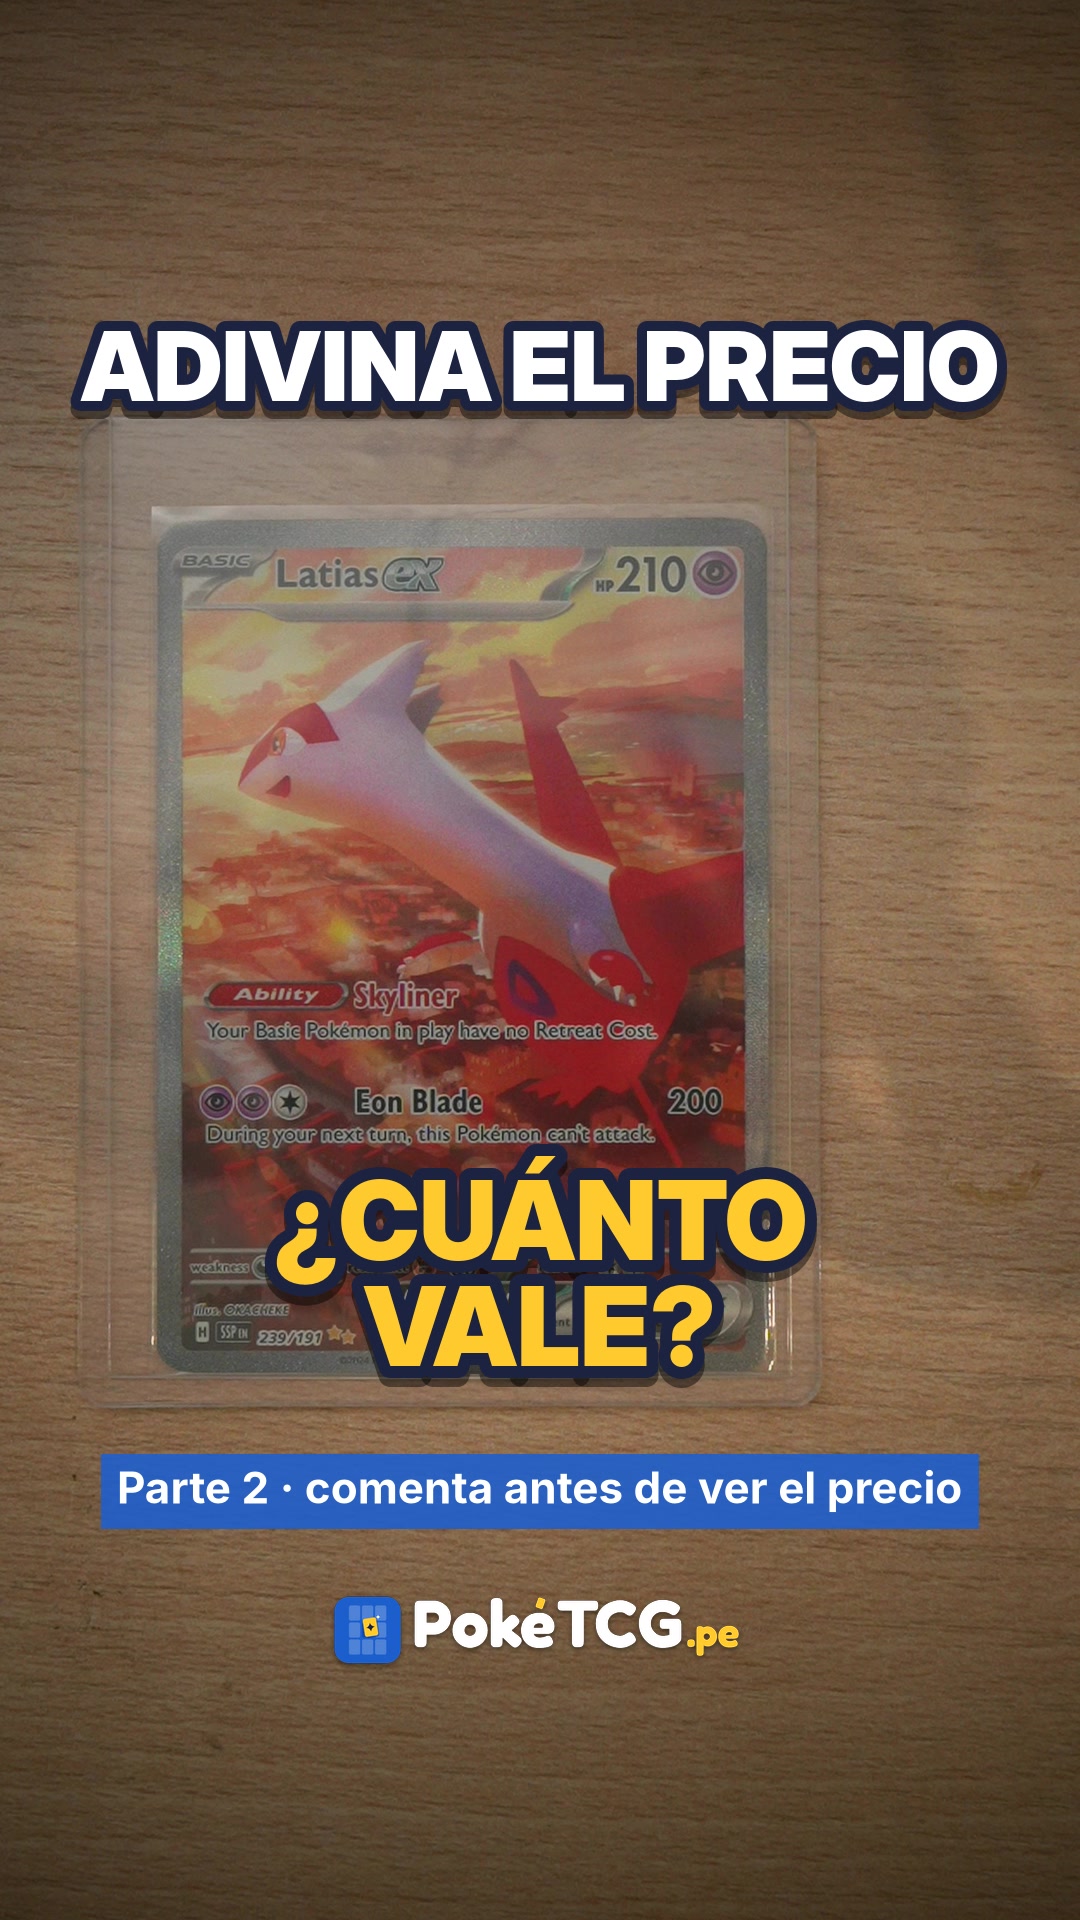 ADIVINA EL PRECIO
BASIC
Latias ex
HP 210
Ability Skyliner
Your Basic Pokémon in play have no Retreat Cost.
Eon Blade 200
During your next turn, this Pokémon can't attack.
¿CUÁNTO
VALE?
weakness
illus. OKACHEKE
H SSP EN 239/191
Parte 2 · comenta antes de ver el precio
PokéTCG.pe